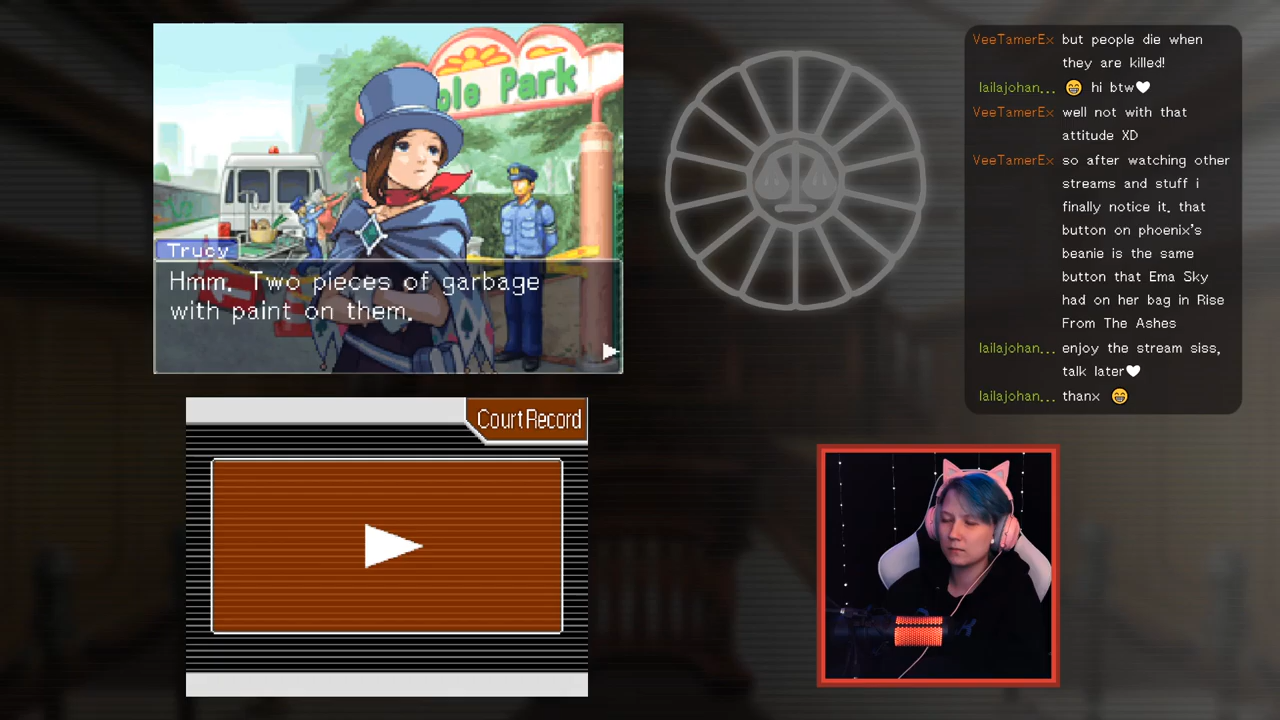 ple Park
Trucy
Hmm. Two pieces of garbage
with paint on them.
Court Record
VeeTamerEx but people die when
they are killed!
lailajohan... 😁 hi btw🤍
VeeTamerEx well not with that
attitude XD
VeeTamerEx so after watching other
streams and stuff i
finally notice it. that
button on phoenix's
beanie is the same
button that Ema Sky
had on her bag in Rise
From The Ashes
lailajohan... enjoy the stream siss,
talk later🤍
lailajohan... thanx 😁